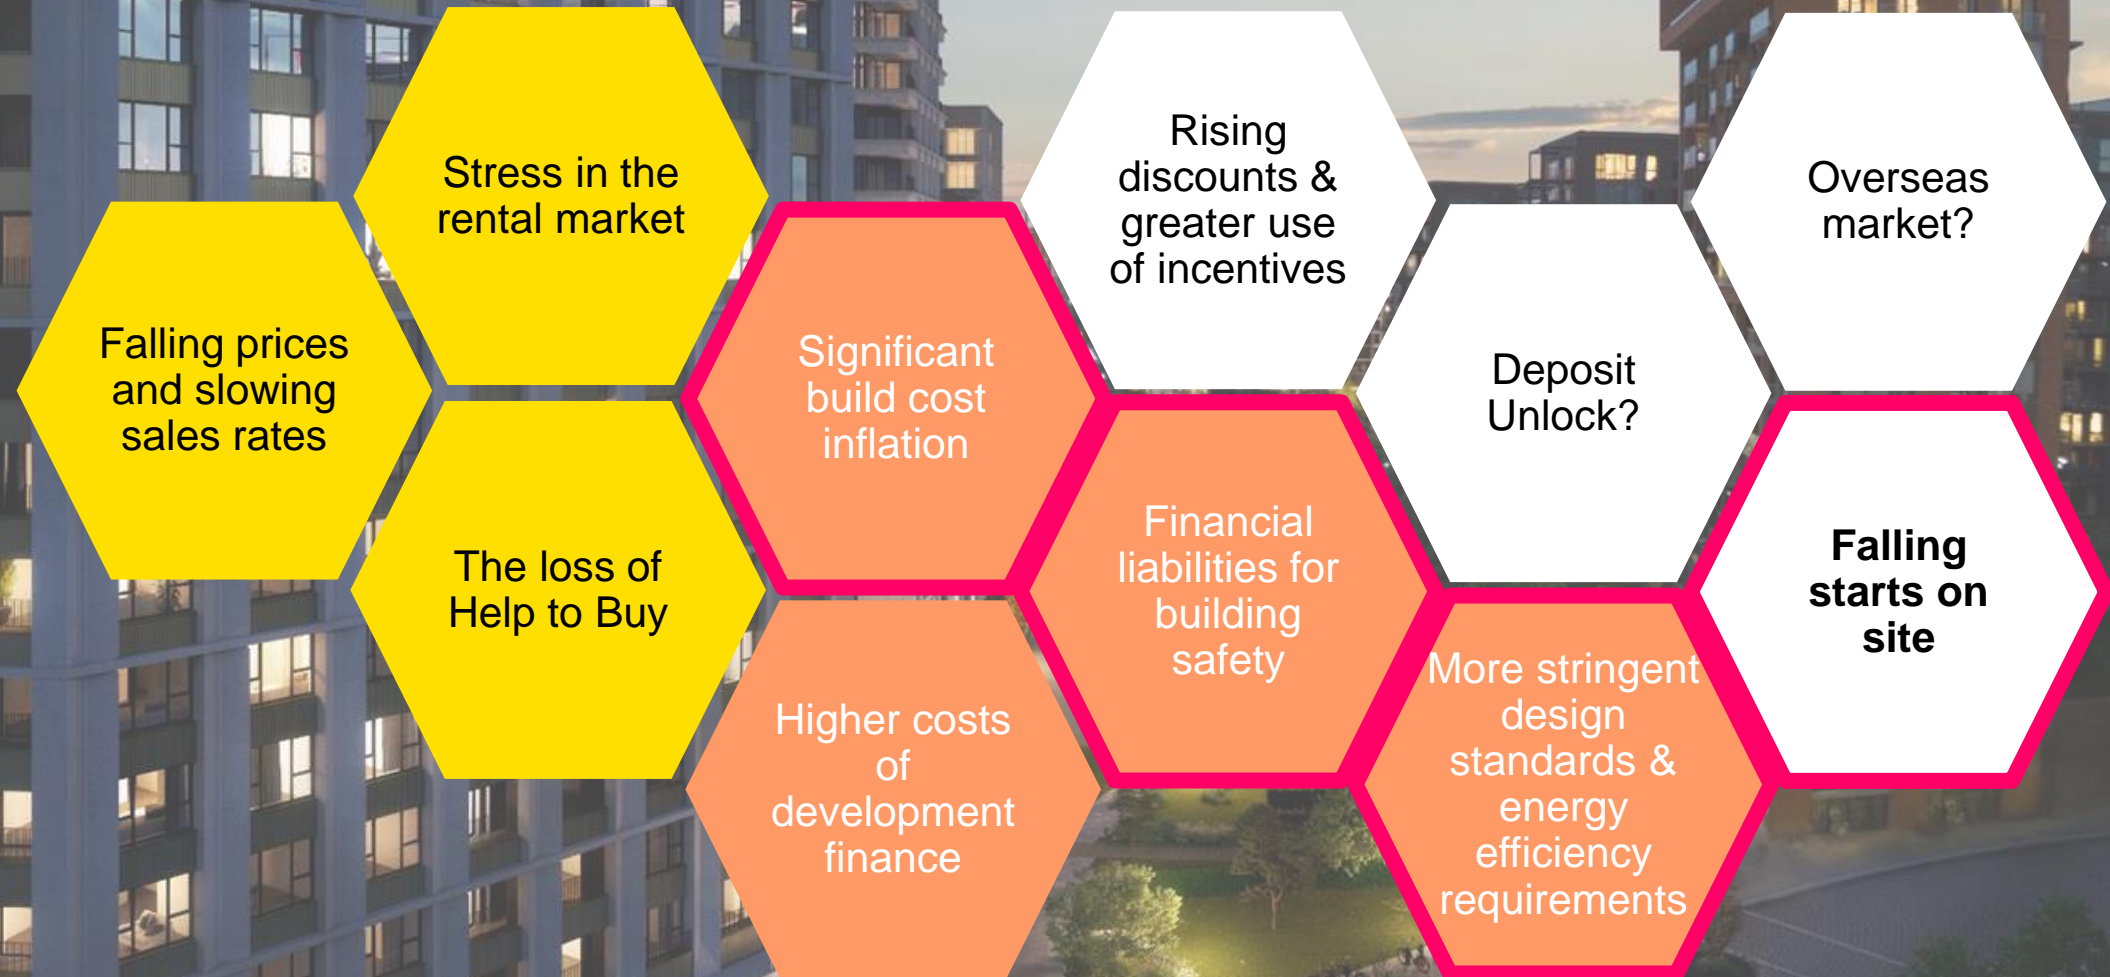 Falling prices
and slowing
sales rates
Stress in the
rental market
The loss of
Help to Buy
Significant
build cost
inflation
Higher costs
of
development
finance
Rising
discounts &
greater use
of incentives
Financial
liabilities for
building
safety
Deposit
Unlock?
More stringent
design
standards &
energy
efficiency
requirements
Overseas
market?
Falling
starts on
site